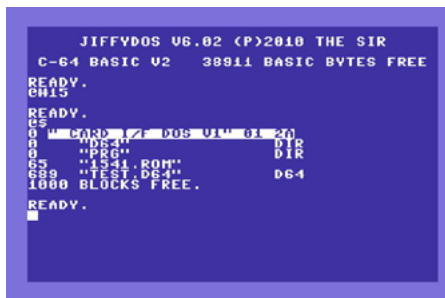 JIFFYDOS V6.02 (P)2010 THE SIR
C-64 BASIC V2 38911 BASIC BYTES FREE
READY.
@#15
READY.
@$
0 " CARD I/F DOS V1" 01 2A
0 "D64" DIR
0 "PRG" DIR
65 "1541.ROM"
689 "TEST.D64" D64
1000 BLOCKS FREE.
READY.